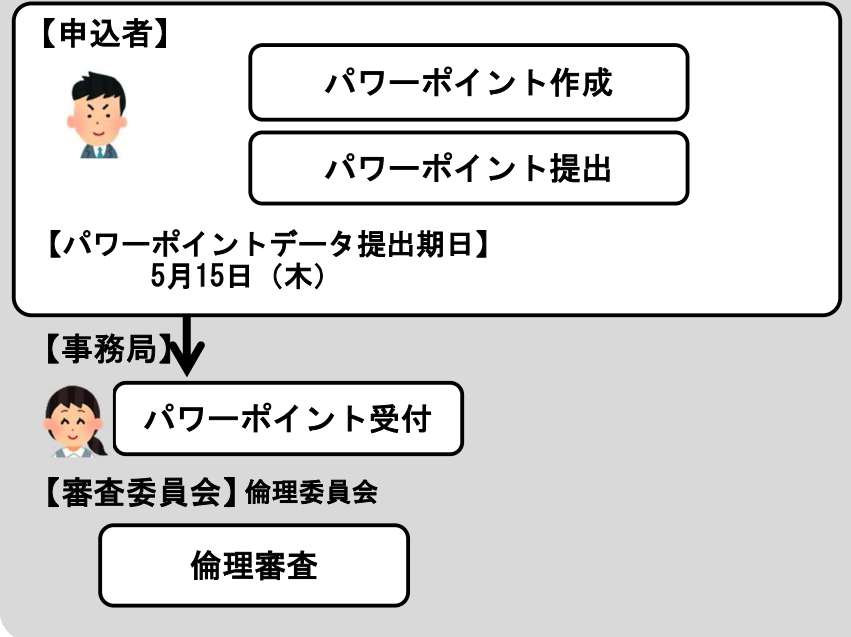 【申込者】
パワーポイント作成
パワーポイント提出
【パワーポイントデータ提出期日】
5月15日（木）
【事務局】
パワーポイント受付
【審査委員会】倫理委員会
倫理審査